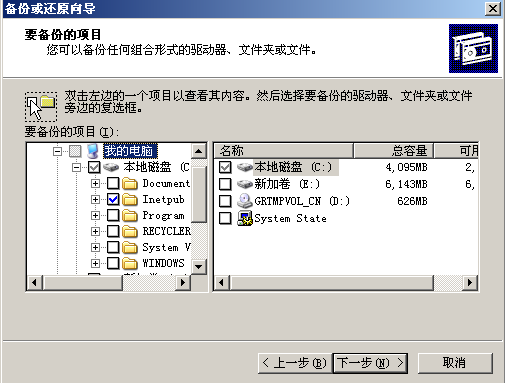 备份或还原向导
要备份的项目
您可以备份任何组合形式的驱动器、文件夹或文件。
双击左边的一个项目以查看其内容。然后选择要备份的驱动器、文件夹或文件
旁边的复选框。
要备份的项目(I):
我的电脑
本地磁盘 (C
Document
Inetpub
Program
RECYCLER
System V
WINDOWS
名称 总容量 可用
本地磁盘 (C:) 4,095MB 2,
新加卷 (E:) 6,143MB 6,
GRTMPVOL_CN (D:) 626MB
System State
< 上一步(B) 下一步(N) > 取消